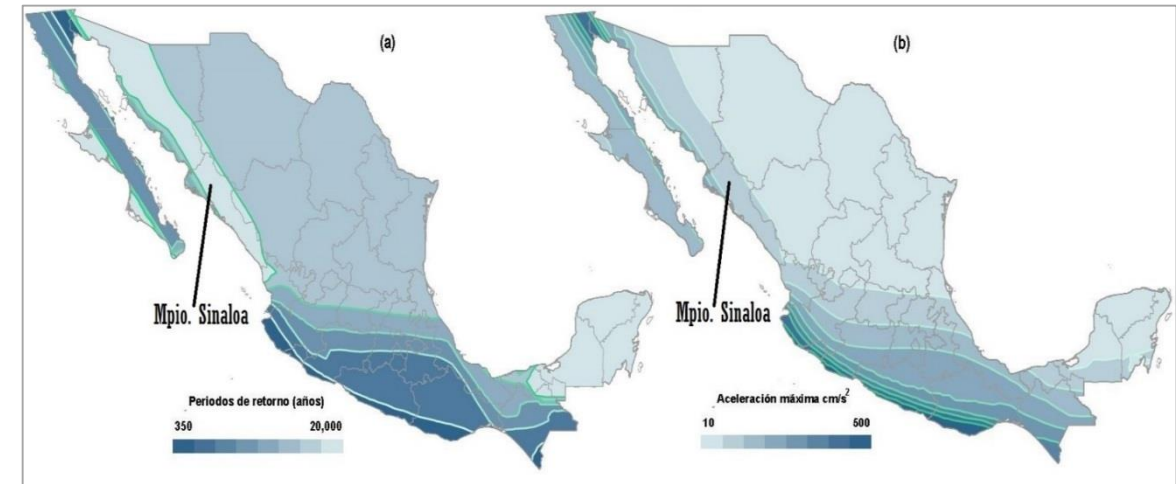 (a)
Mpio. Sinaloa
Periodos de retorno (años)
350 20,000
(b)
Mpio. Sinaloa
Aceleración máxima cm/s²
10 500